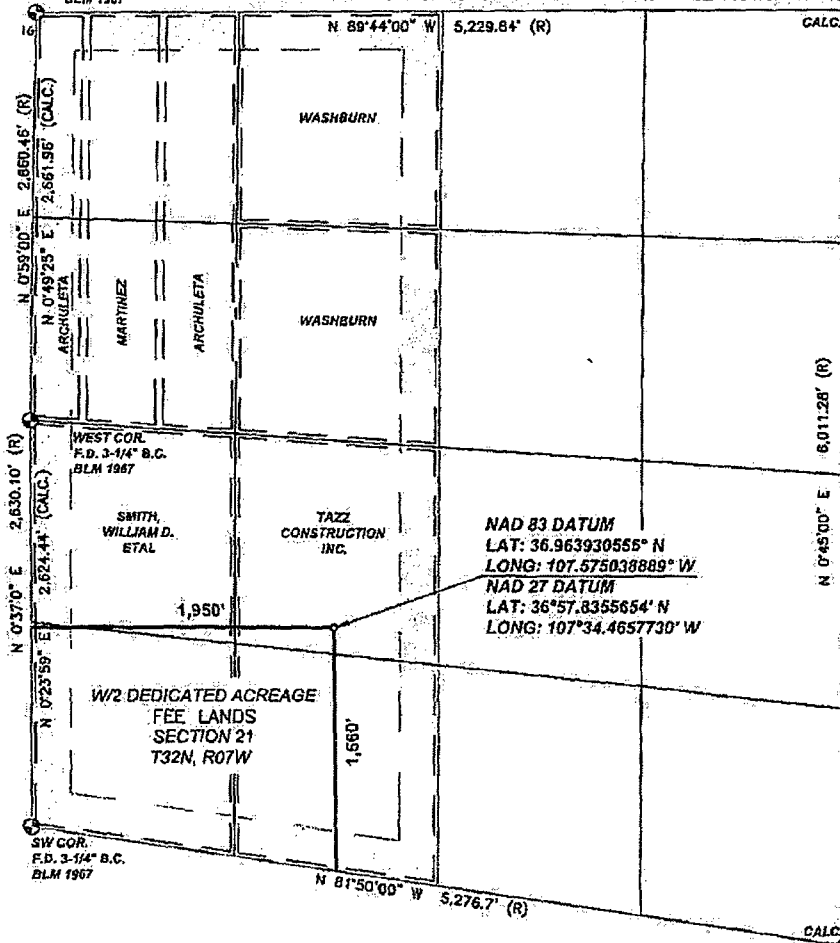 BLM 1967
16
N 89°44'00" W 5,229.84' (R)
CALC.
WASHBURN
N 0°59'00" E 2,660.46' (R)
N 0°49'25" E 2,661.96' (CALC.)
ARCHULETA
MARTINEZ
ARCHULETA
WASHBURN
WEST COR.
F.D. 3-1/4" B.C.
BLM 1967
N 0°45'00" E 6,011.28' (R)
N 0°37'0" E 2,630.10' (R)
N 0°23'59" E 2,624.44' (CALC.)
SMITH,
WILLIAM D.
ETAL
TAZZ
CONSTRUCTION
INC.
NAD 83 DATUM
LAT: 36.963930555° N
LONG: 107.575038889° W
NAD 27 DATUM
LAT: 36°57.8355654' N
LONG: 107°34.4657730' W
1,950'
W/2 DEDICATED ACREAGE
FEE LANDS
SECTION 21
T32N, R07W
1,660'
SW COR.
F.D. 3-1/4" B.C.
BLM 1967
N 81°50'00" W 5,276.7' (R)
CALC.